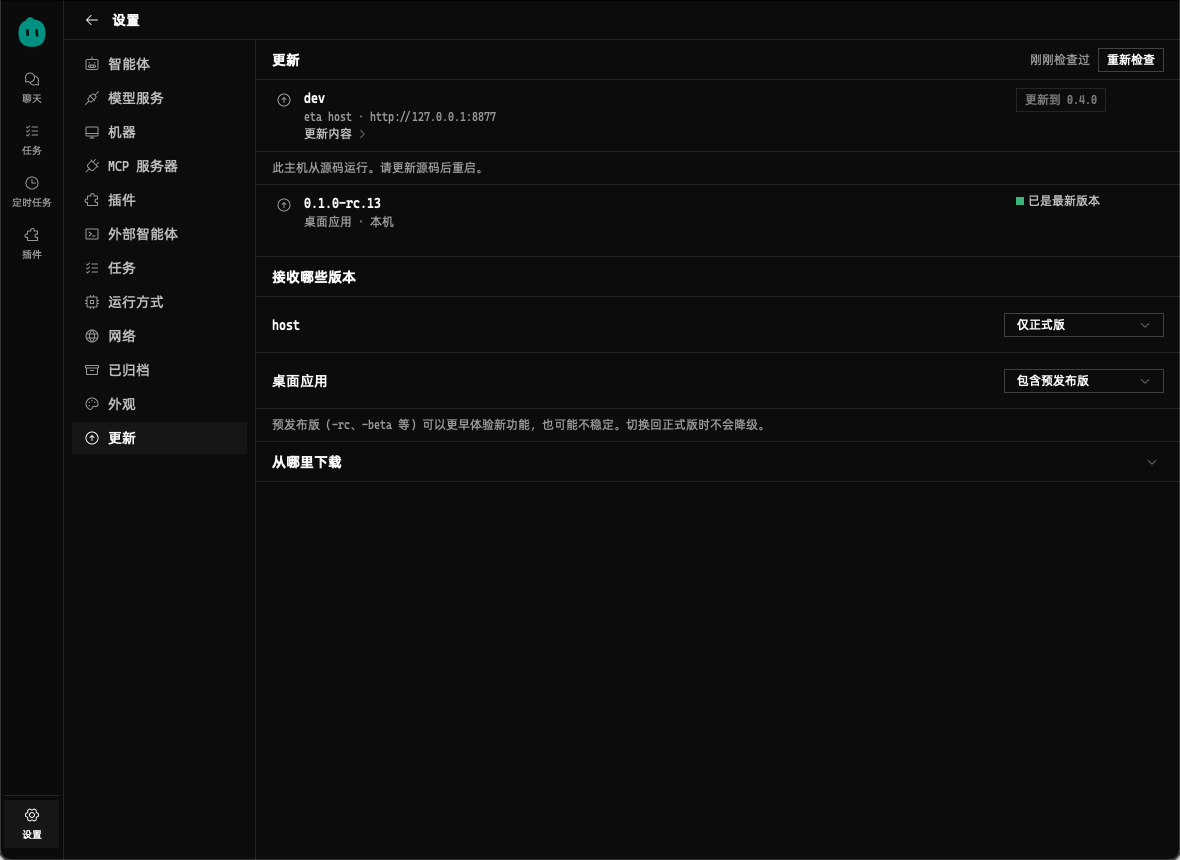 设置
聊天
任务
定时任务
插件
设置
智能体
模型服务
机器
MCP 服务器
插件
外部智能体
任务
运行方式
网络
已归档
外观
更新
更新
刚刚检查过
重新检查
dev
eta host · http://127.0.0.1:8877
更新内容
更新到 0.4.0
此主机从源码运行。请更新源码后重启。
0.1.0-rc.13
桌面应用 · 本机
已是最新版本
接收哪些版本
host
仅正式版
桌面应用
包含预发布版
预发布版 (-rc、-beta 等) 可以更早体验新功能, 也可能不稳定。切换回正式版时不会降级。
从哪里下载